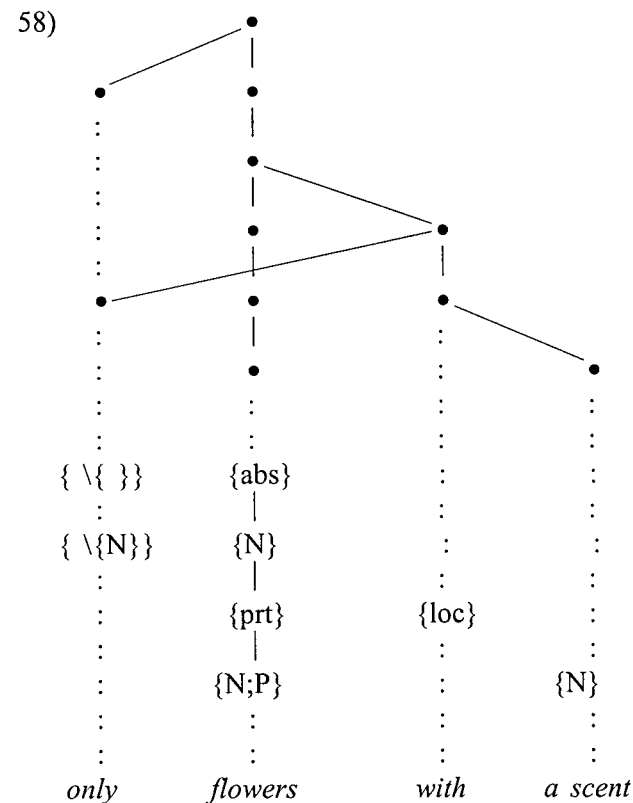 58)
{ \{ }} {abs}
{ \{N}} {N}
{prt} {loc}
{N;P} {N}
only flowers with a scent